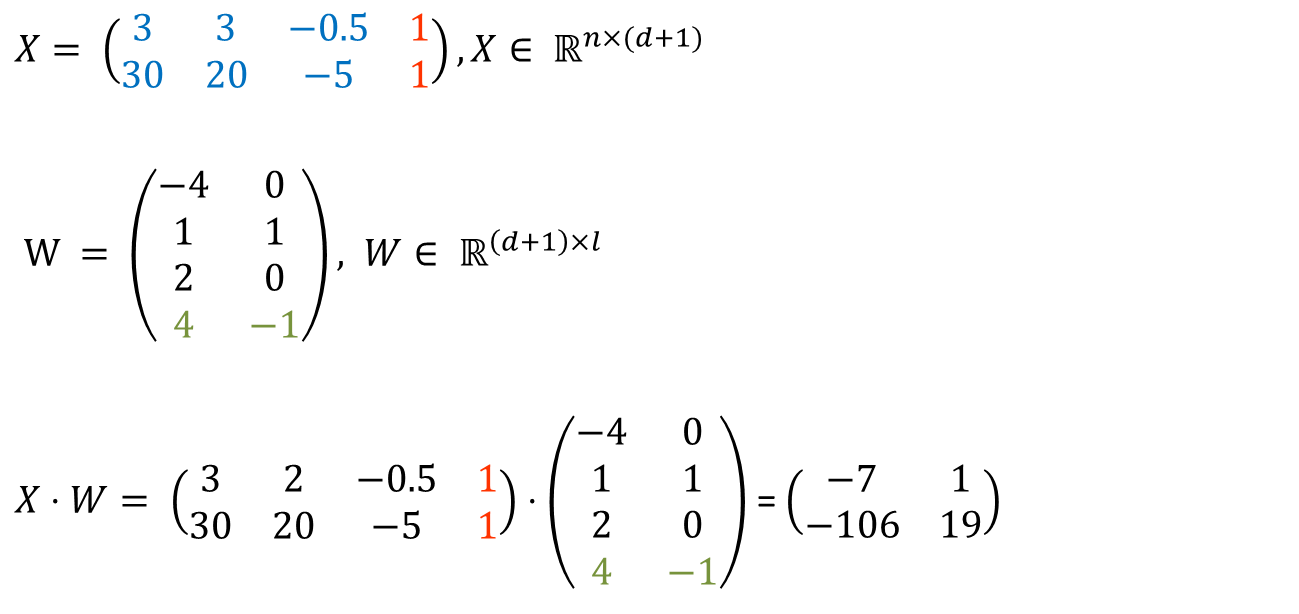 X = ( 3 3 −0.5 1
30 20 −5 1 ) , X ∈ ℝ^{n×(d+1)}
W = ( −4 0
1 1
2 0
4 −1 ) , W ∈ ℝ^{(d+1)×l}
X · W = ( 3 2 −0.5 1
30 20 −5 1 ) · ( −4 0
1 1
2 0
4 −1 ) = ( −7 1
−106 19 )